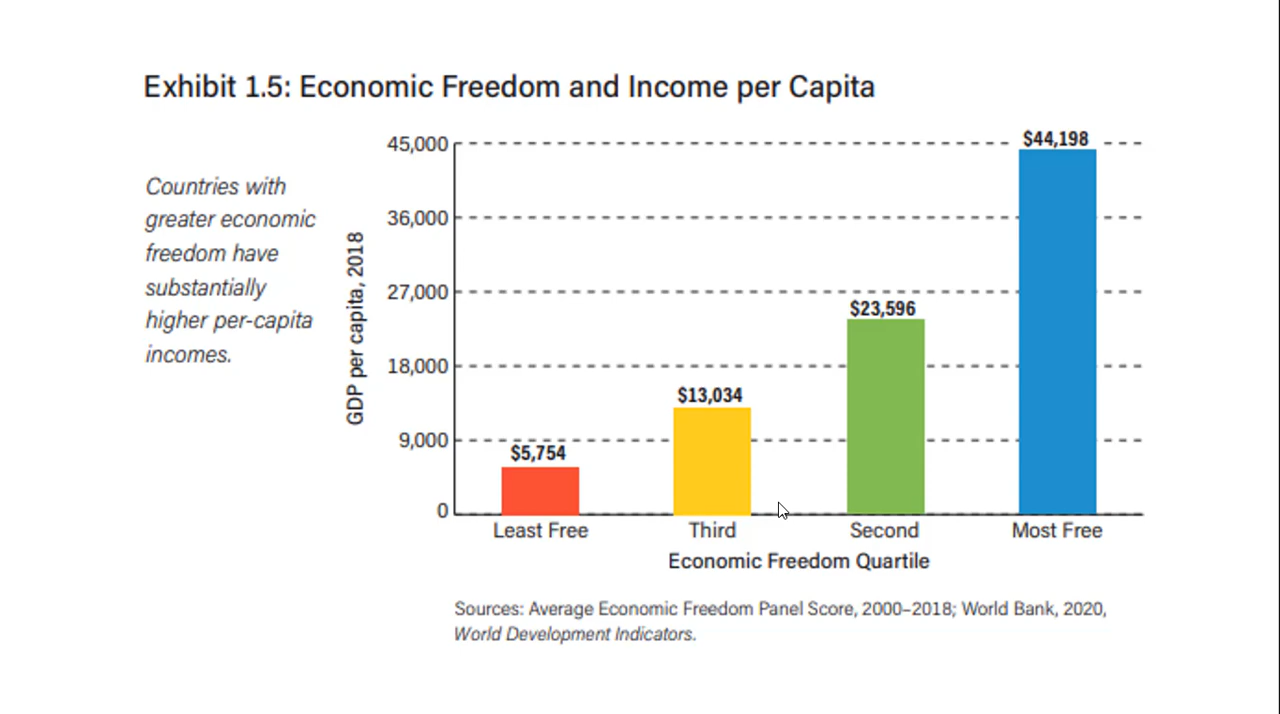 Exhibit 1.5: Economic Freedom and Income per Capita
Countries with
greater economic
freedom have
substantially
higher per-capita
incomes.
GDP per capita, 2018
45,000
36,000
27,000
18,000
9,000
0
$5,754
$13,034
$23,596
$44,198
Least Free
Third
Second
Most Free
Economic Freedom Quartile
Sources: Average Economic Freedom Panel Score, 2000–2018; World Bank, 2020,
World Development Indicators.